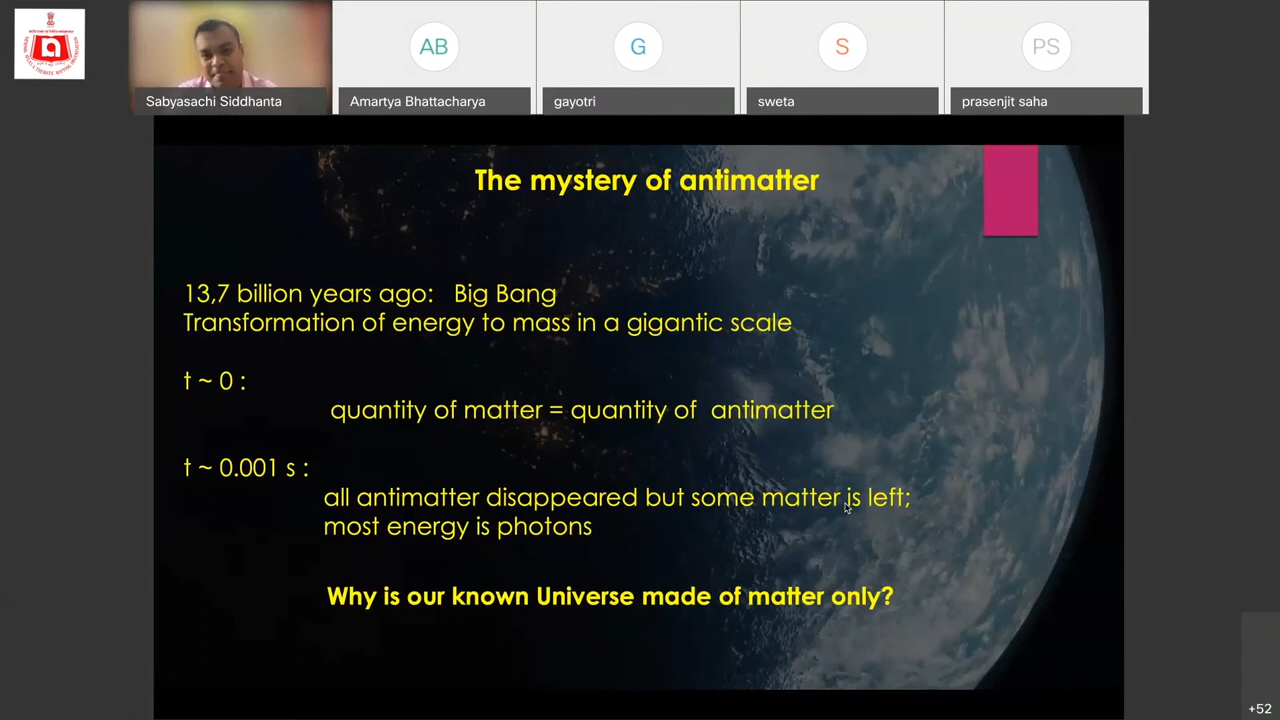 AB
G
S
PS
Sabyasachi Siddhanta
Amartya Bhattacharya
gayotri
sweta
prasenjit saha
The mystery of antimatter
13,7 billion years ago: Big Bang
Transformation of energy to mass in a gigantic scale
t ~ 0 :
quantity of matter = quantity of antimatter
t ~ 0.001 s :
all antimatter disappeared but some matter is left;
most energy is photons
Why is our known Universe made of matter only?
+52